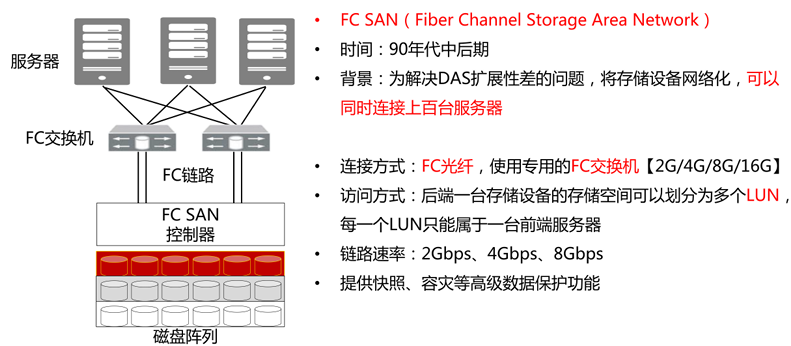 服务器
FC交换机
FC链路
FC SAN
控制器
磁盘阵列
• FC SAN（Fiber Channel Storage Area Network）
• 时间：90年代中后期
• 背景：为解决DAS扩展性差的问题，将存储设备网络化，可以
同时连接上百台服务器
• 连接方式：FC光纤，使用专用的FC交换机【2G/4G/8G/16G】
• 访问方式：后端一台存储设备的存储空间可以划分为多个LUN，
每一个LUN只能属于一台前端服务器
• 链路速率：2Gbps、4Gbps、8Gbps
• 提供快照、容灾等高级数据保护功能